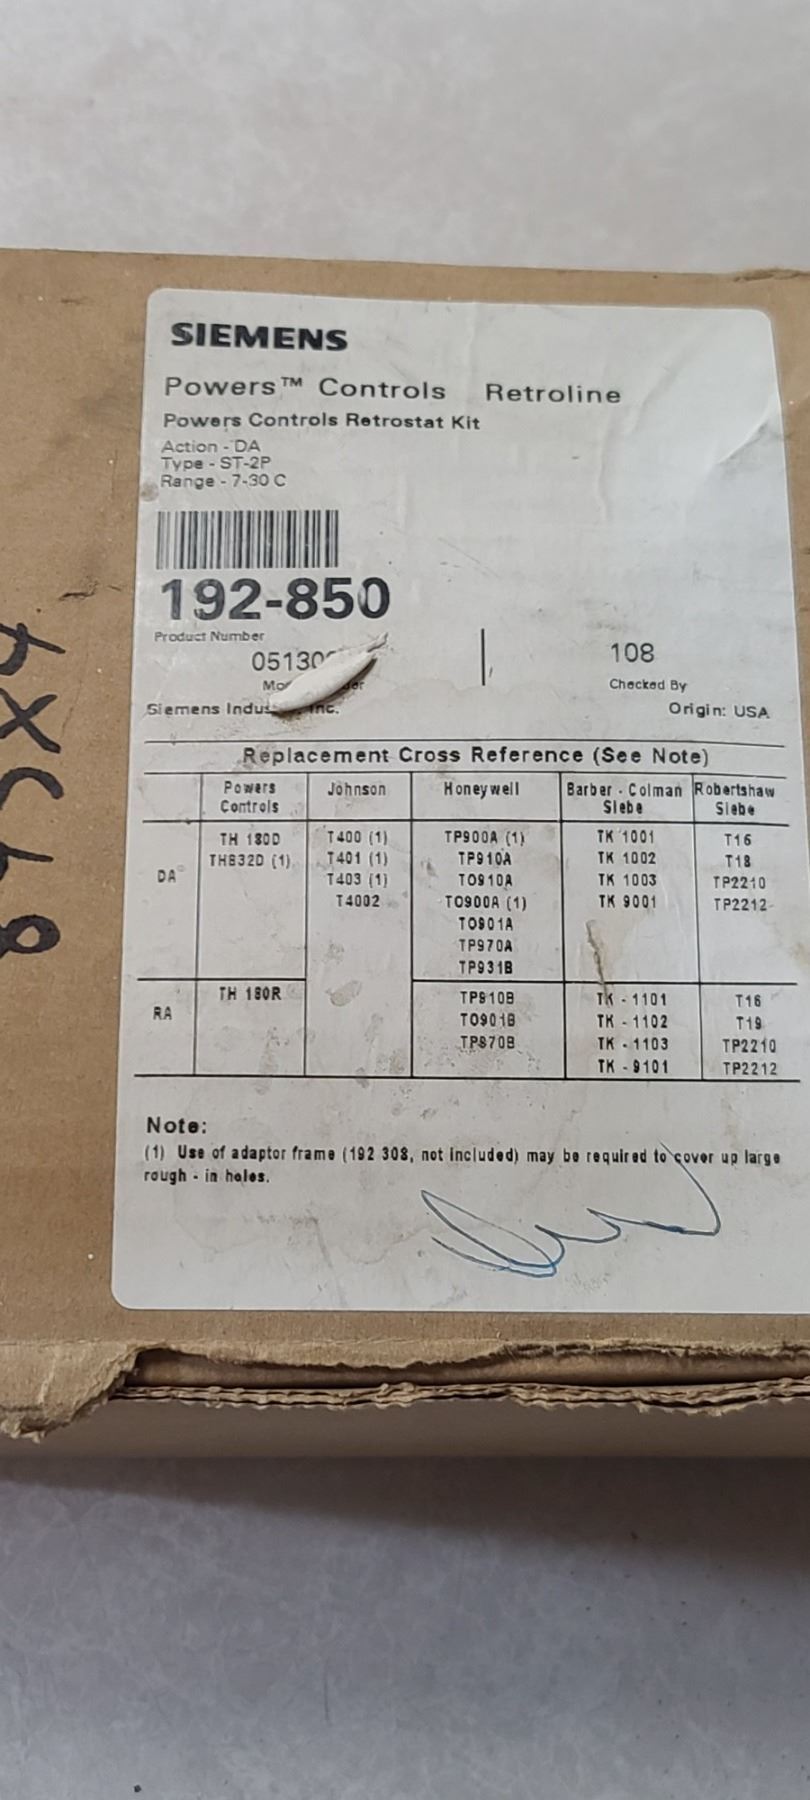 SIEMENS
Powers™ Controls Retroline
Powers Controls Retrostat Kit
Action - DA
Type - ST-2P
Range - 7-30 C
192-850
Product Number
108
Checked By
Siemens Inc.
Origin: USA
Replacement Cross Reference (See Note)
Powers Controls Johnson Honeywell Barber - Colman Siebe Robertshaw Siebe
DA
TH 180D T400 (1) TP900A (1) TK 1001 T16
TH832D (1) T401 (1) TP910A TK 1002 T18
T403 (1) TO910A TK 1003 TP2210
T4002 TO900A (1) TK 9001 TP2212
TO901A
TP970A
TP931B
RA
TH 180R TP910B TK - 1101 T16
TO901B TK - 1102 T19
TP970B TK - 1103 TP2210
TK - 9101 TP2212
Note:
(1) Use of adaptor frame (192 308, not included) may be required to cover up large
rough - in holes.